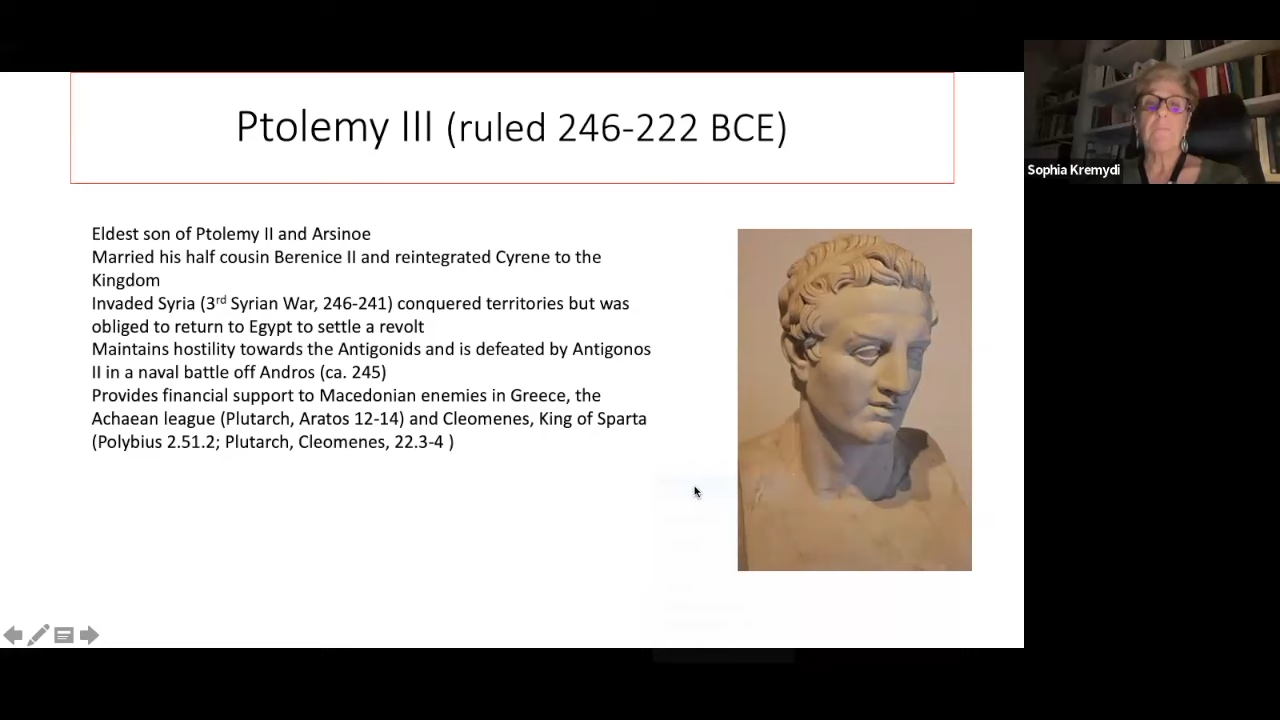 Ptolemy III (ruled 246-222 BCE)
Eldest son of Ptolemy II and Arsinoe
Married his half cousin Berenice II and reintegrated Cyrene to the
Kingdom
Invaded Syria (3rd Syrian War, 246-241) conquered territories but was
obliged to return to Egypt to settle a revolt
Maintains hostility towards the Antigonids and is defeated by Antigonos
II in a naval battle off Andros (ca. 245)
Provides financial support to Macedonian enemies in Greece, the
Achaean league (Plutarch, Aratos 12-14) and Cleomenes, King of Sparta
(Polybius 2.51.2; Plutarch, Cleomenes, 22.3-4 )
Sophia Kremydi